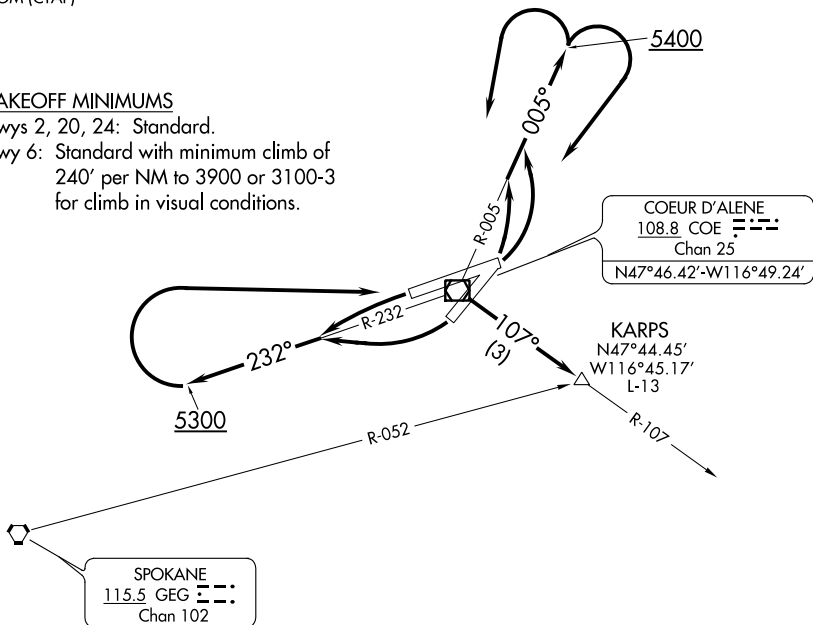 5400
AKEOFF MINIMUMS
wys 2, 20, 24: Standard.
wy 6: Standard with minimum climb of
240' per NM to 3900 or 3100-3
for climb in visual conditions.
005°
R-005
COEUR D'ALENE
108.8 COE
Chan 25
N47°46.42'-W116°49.24'
R-232
232°
5300
107°
(3)
KARPS
N47°44.45'
W116°45.17'
L-13
R-107
R-052
SPOKANE
115.5 GEG
Chan 102